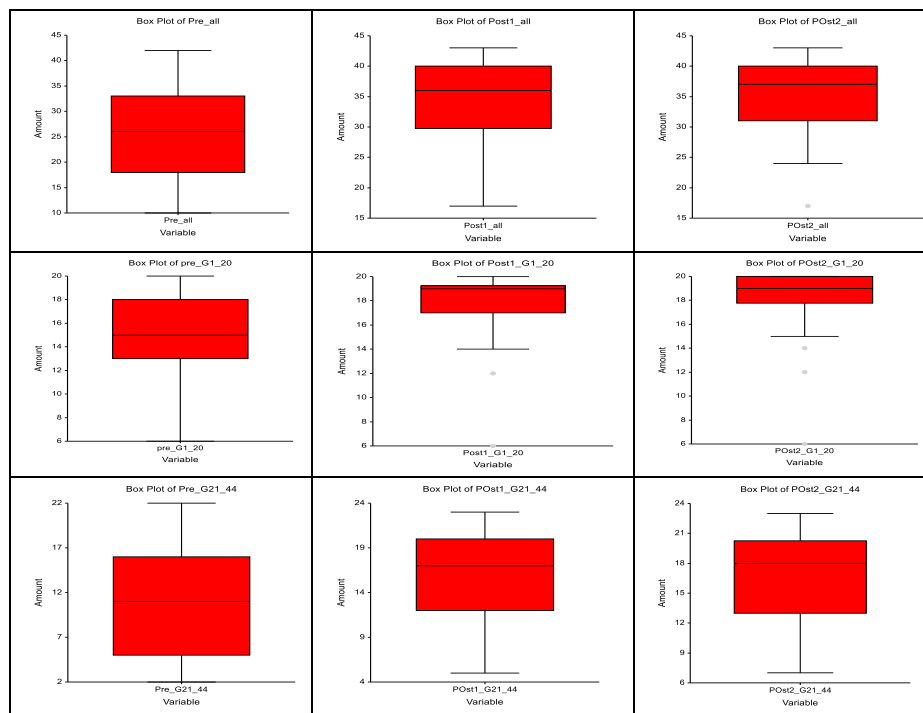 Box Plot of Pre_all
Amount
45
40
35
30
25
20
15
10
Pre_all
Variable
Box Plot of Post1_all
Amount
45
40
35
30
25
20
15
Post1_all
Variable
Box Plot of POst2_all
Amount
45
40
35
30
25
20
15
POst2_all
Variable
Box Plot of pre_G1_20
Amount
20
18
16
14
12
10
8
6
pre_G1_20
Variable
Box Plot of Post1_G1_20
Amount
20
18
16
14
12
10
8
6
Post1_G1_20
Variable
Box Plot of POst2_G1_20
Amount
20
18
16
14
12
10
8
6
POst2_G1_20
Variable
Box Plot of Pre_G21_44
Amount
22
17
12
7
2
Pre_G21_44
Variable
Box Plot of POst1_G21_44
Amount
24
19
14
9
4
POst1_G21_44
Variable
Box Plot of POst2_G21_44
Amount
24
21
18
15
12
9
6
POst2_G21_44
Variable